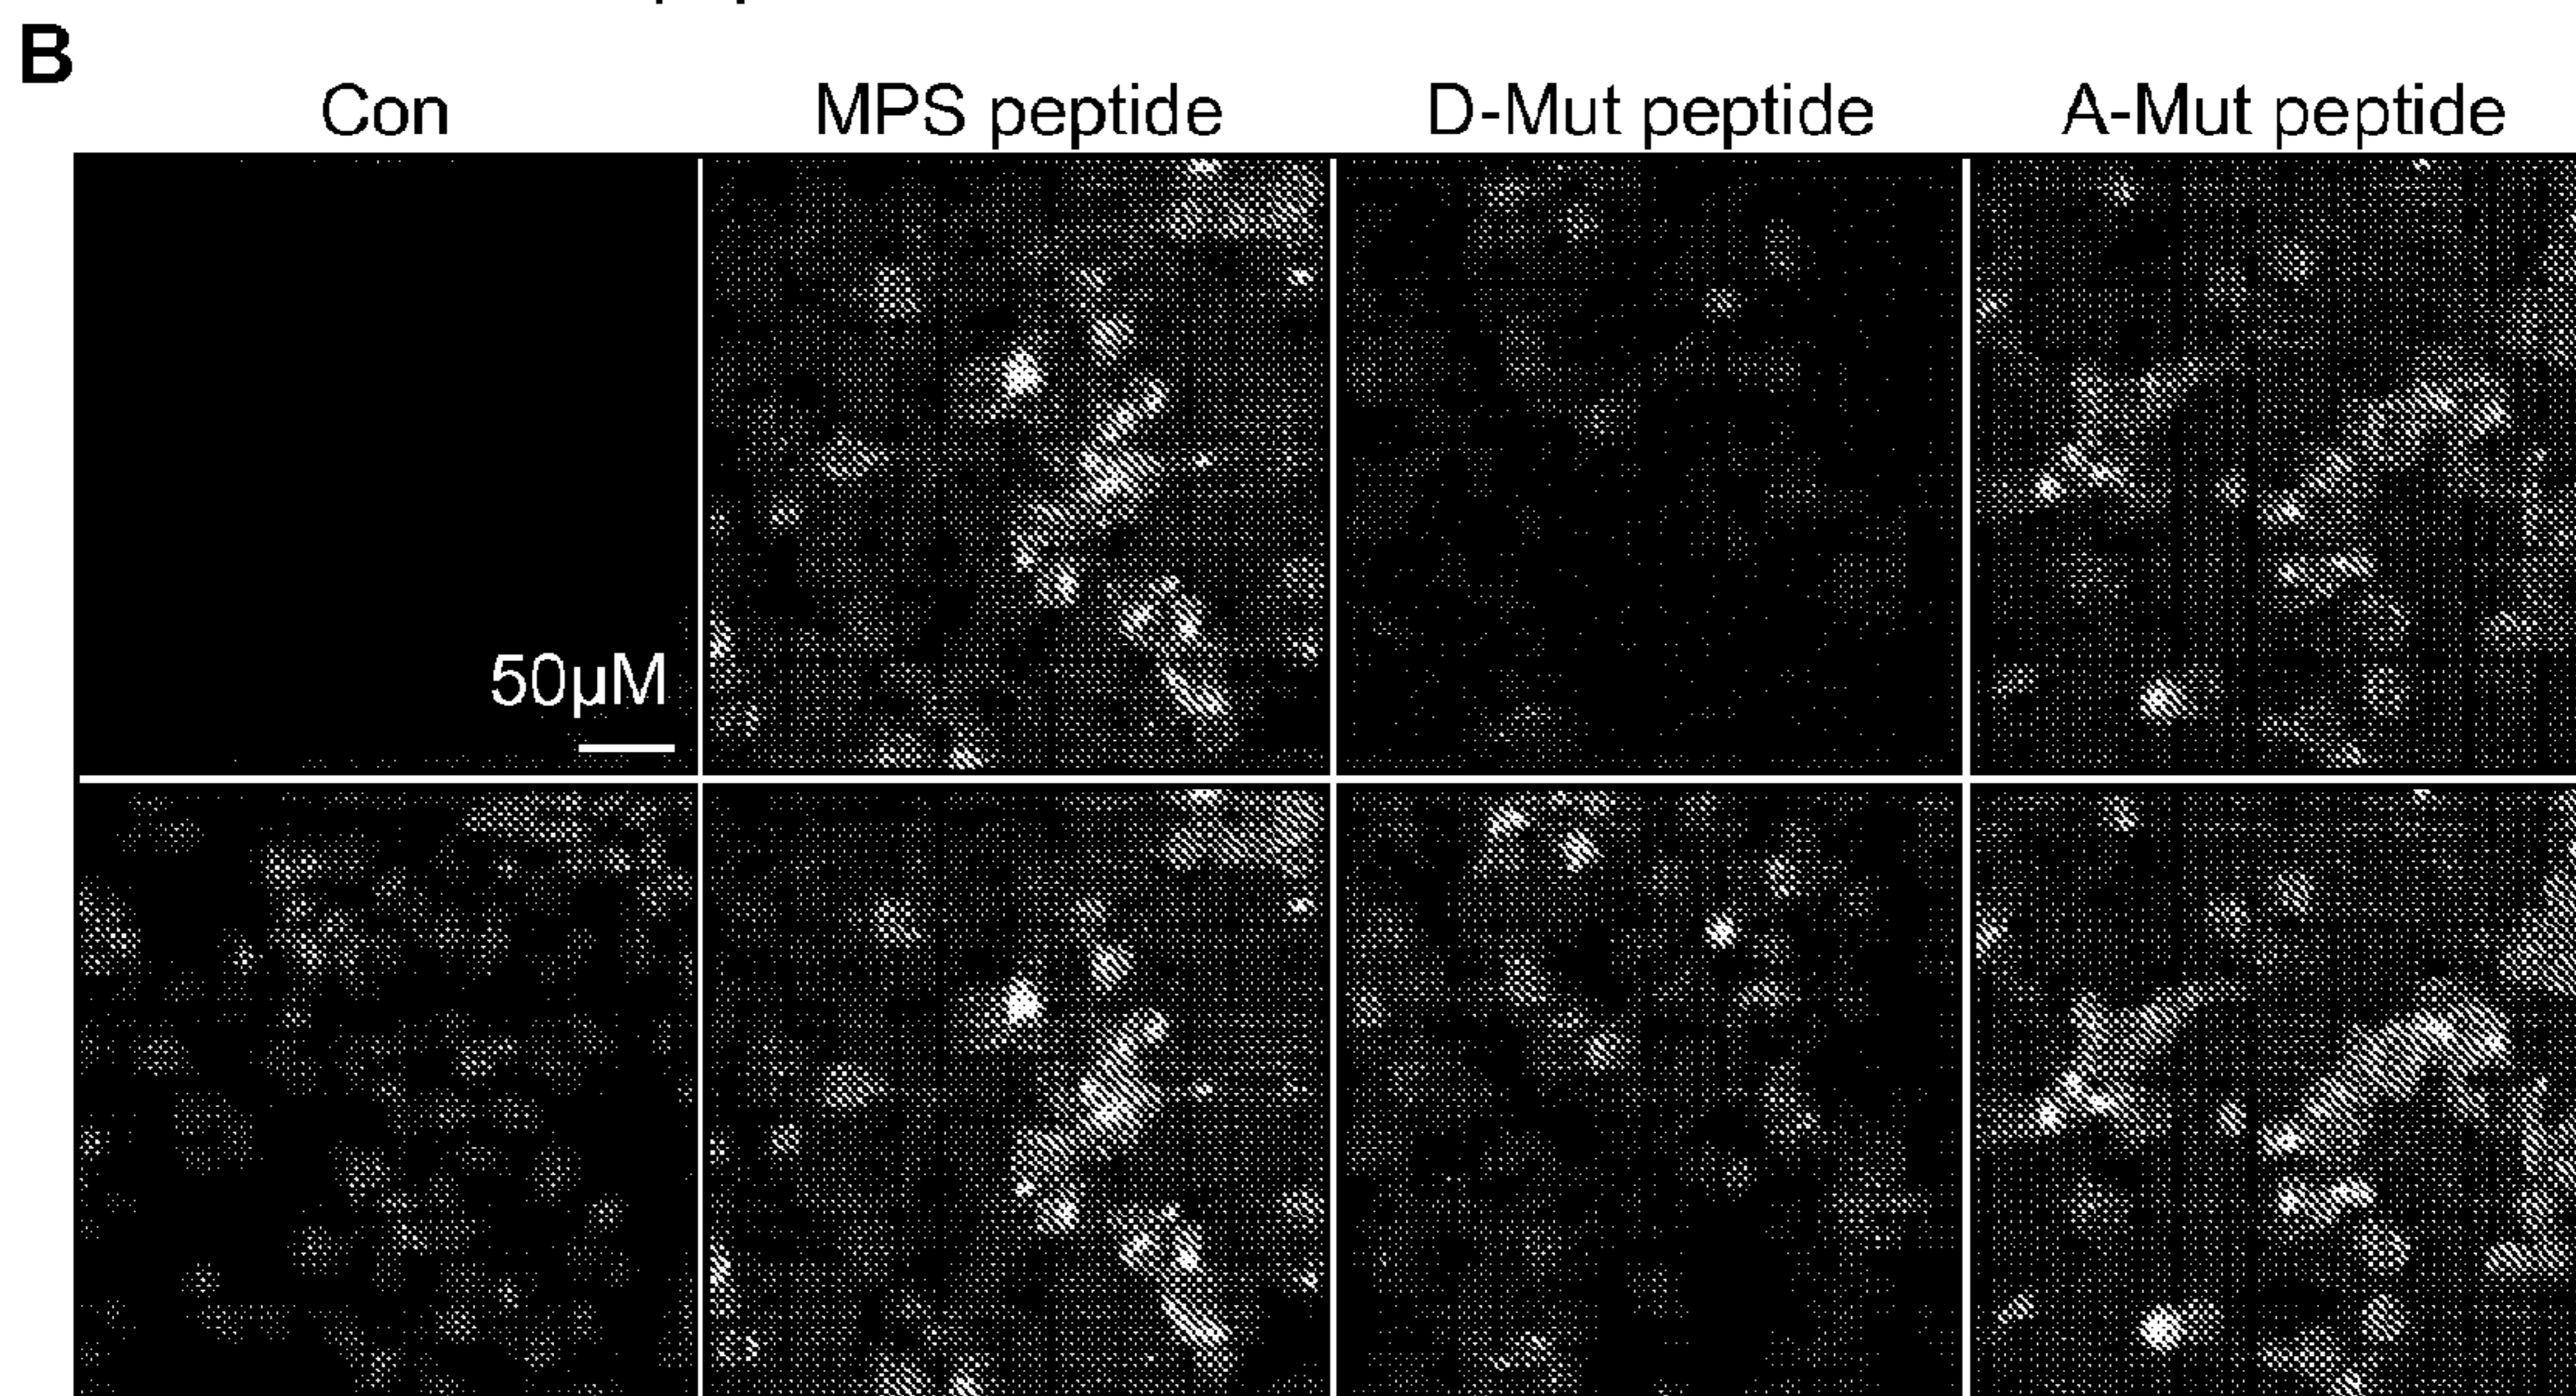 B
Con MPS peptide D-Mut peptide A-Mut peptide
50μM